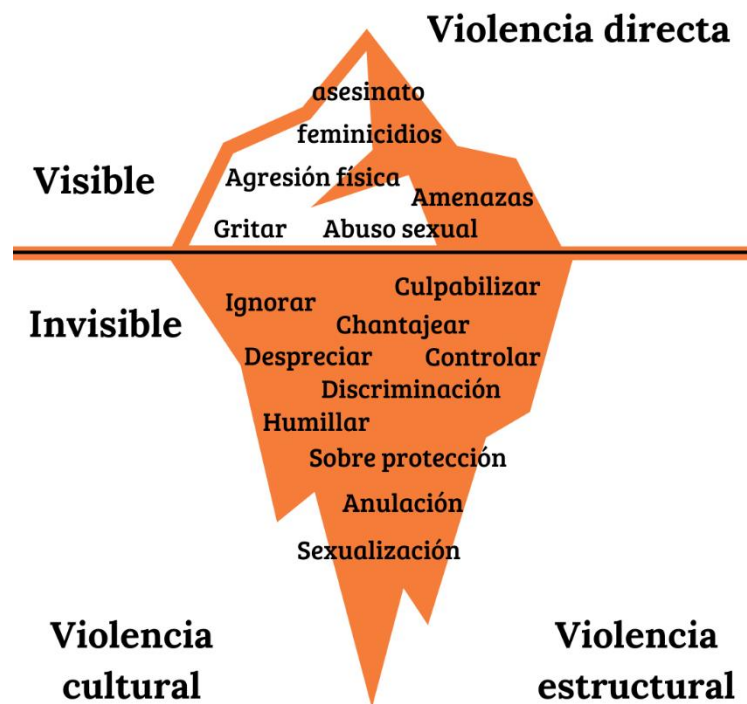 Violencia directa
asesinato
feminicidios
Visible
Agresión física
Amenazas
Gritar
Abuso sexual
Invisible
Culpabilizar
Ignorar
Chantajear
Despreciar
Controlar
Discriminación
Humillar
Sobre protección
Anulación
Sexualización
Violencia
cultural
Violencia
estructural